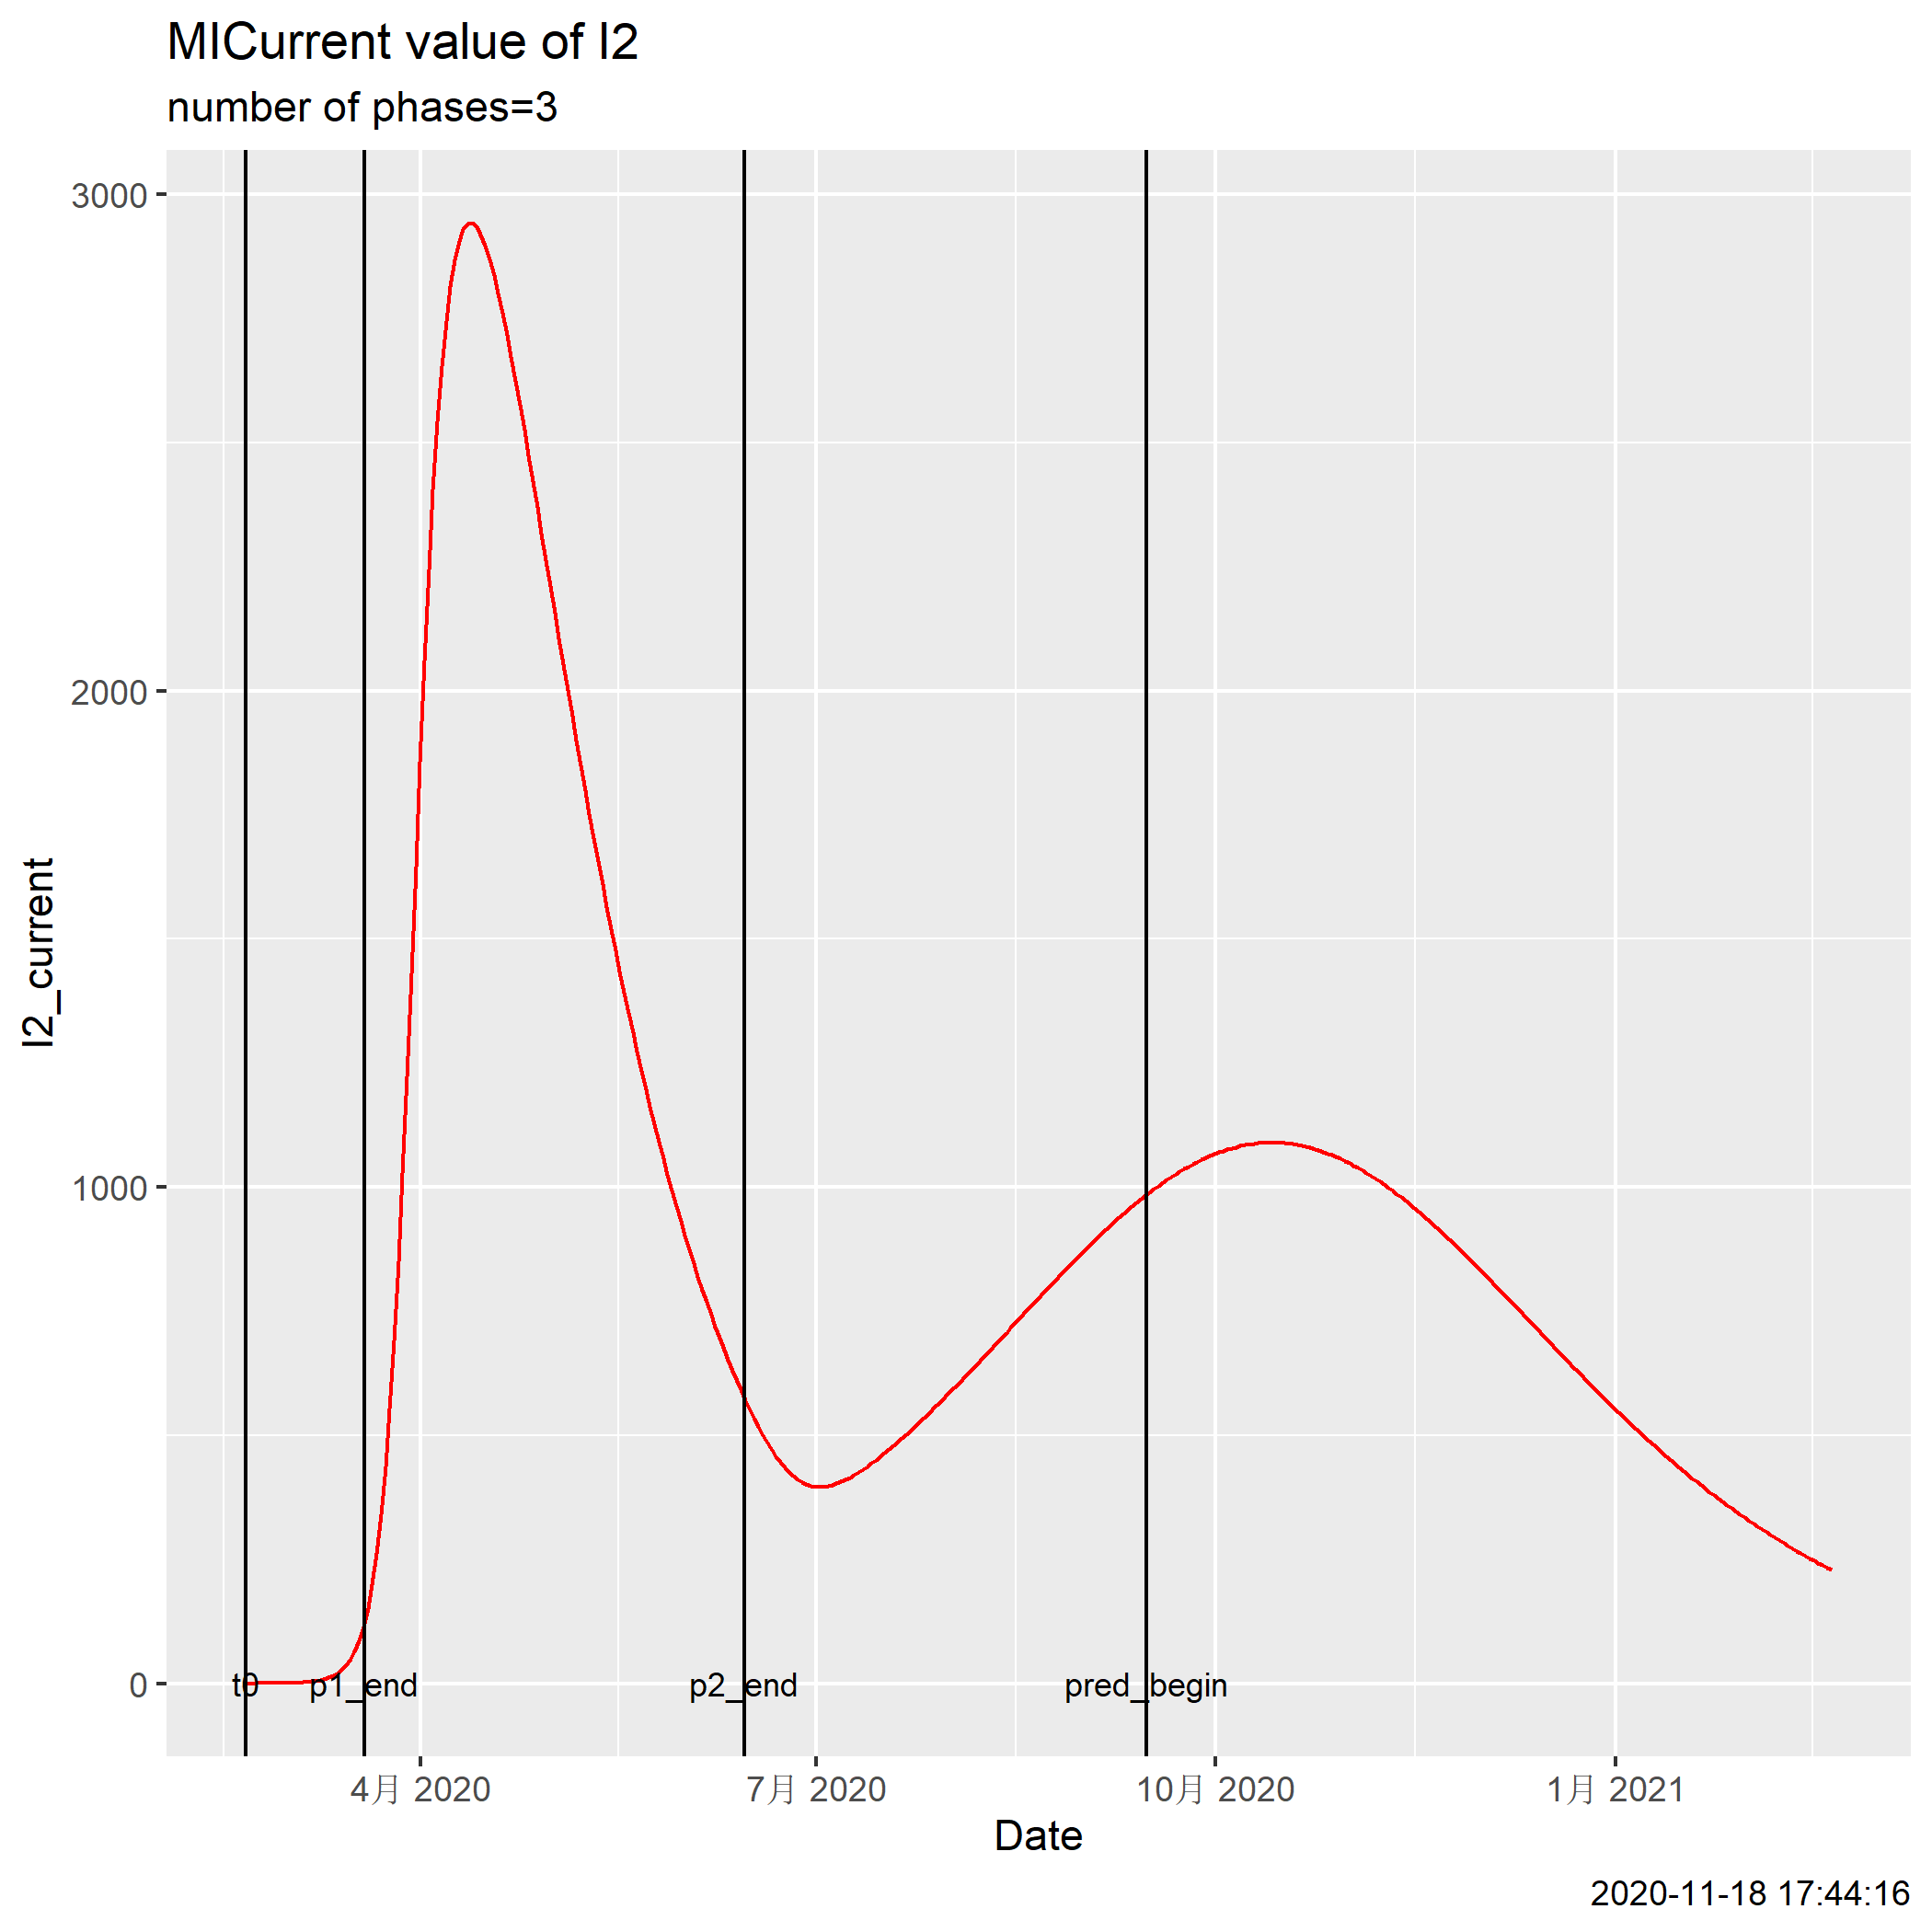 MICurrent value of I2
number of phases=3
3000
2000
1000
0
I2_current
t0
p1_end
p2_end
pred_begin
4月 2020
7月 2020
10月 2020
1月 2021
Date
2020-11-18 17:44:16